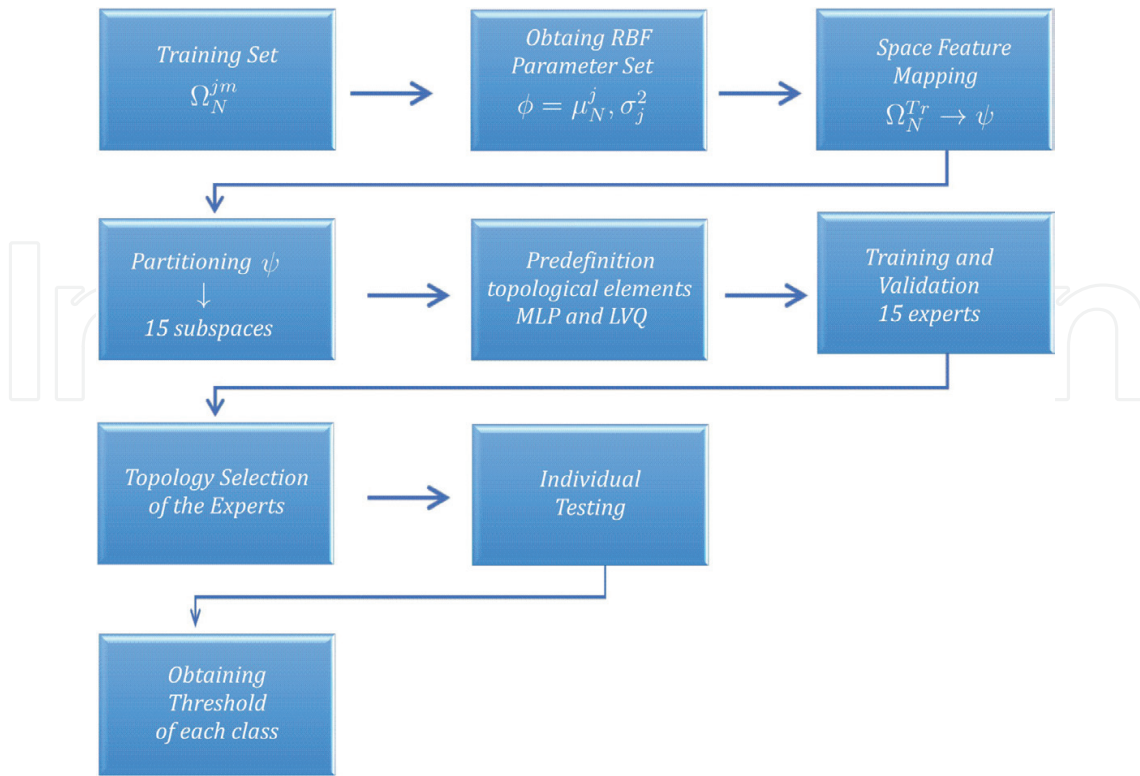 Training Set
Ω_N^{jm}
Obtaing RBF
Parameter Set
ϕ = μ_N^j, σ_j^2
Space Feature
Mapping
Ω_N^{Tr} → ψ
Partitioning ψ
↓
15 subspaces
Predefinition
topological elements
MLP and LVQ
Training and
Validation
15 experts
Topology Selection
of the Experts
Individual
Testing
Obtaining
Threshold
of each class